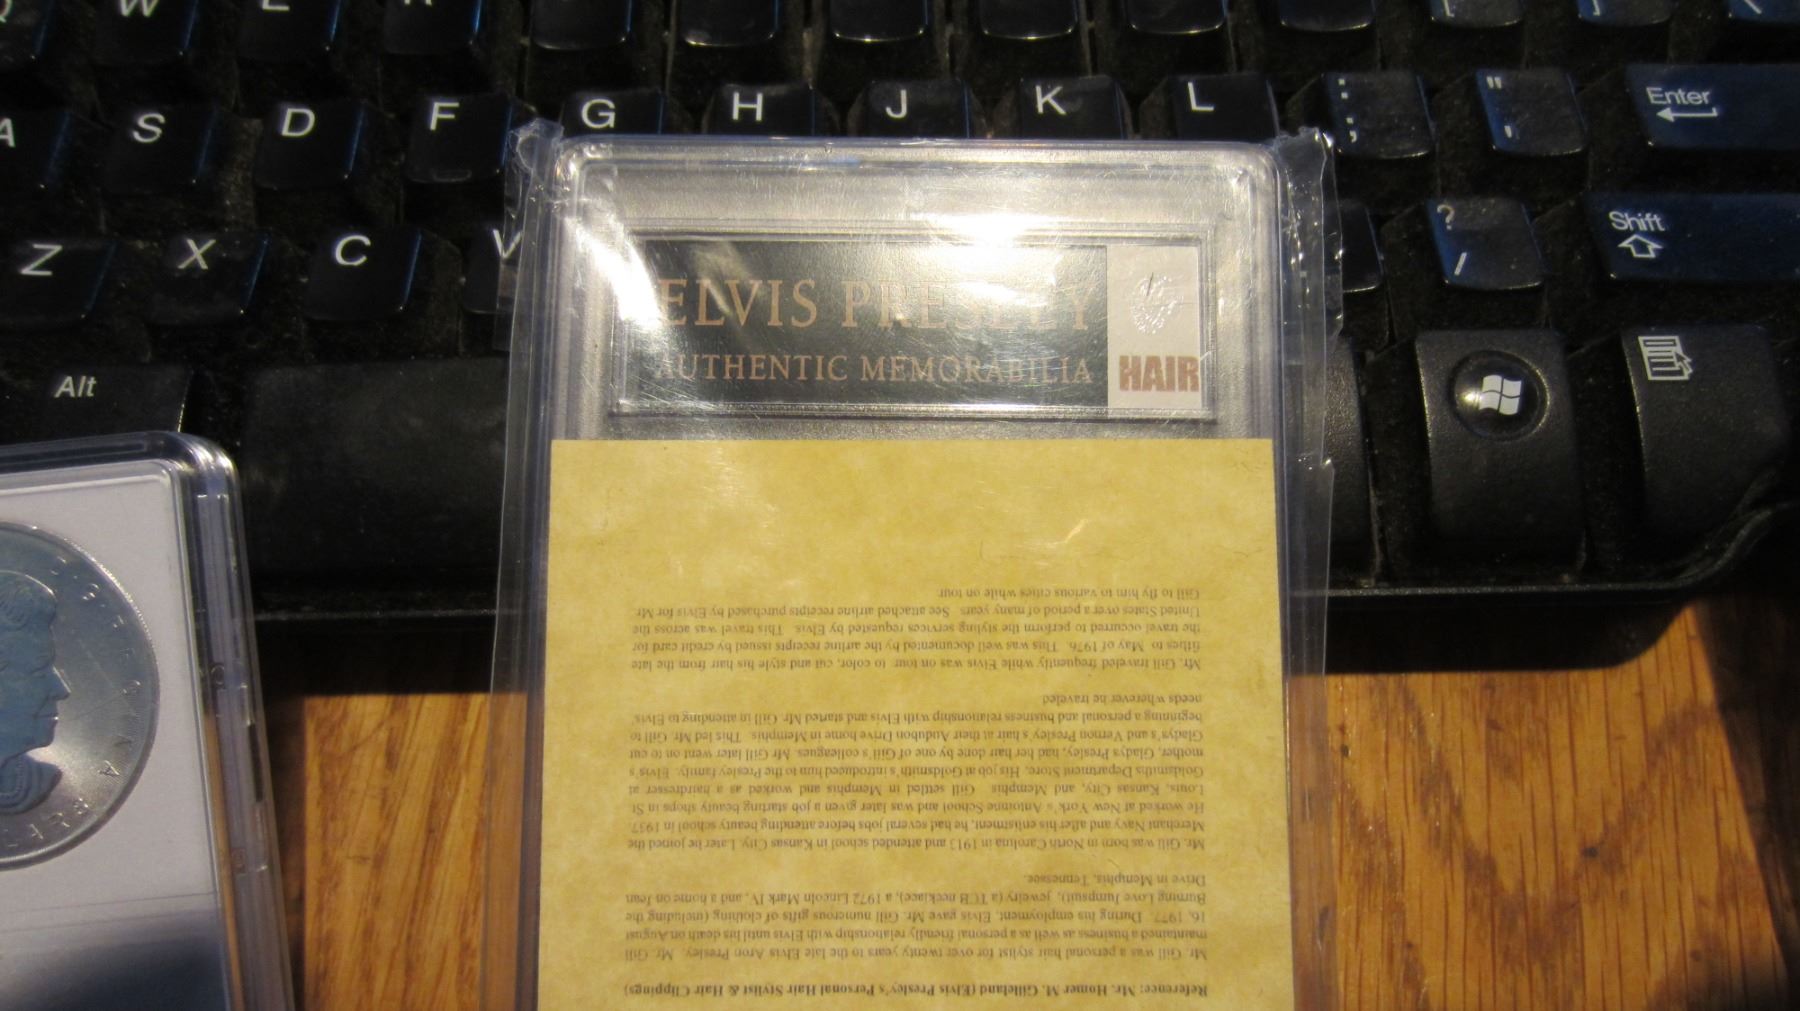 W
A
S
D
F
G
H
J
K
L
:
;
"
'
Enter
Z
X
C
V
?
/
Shift
Alt
ELVIS PRESLEY
AUTHENTIC MEMORABILIA
HAIR
Reference: Mr. Homer M. Gilleland (Elvis Presley's Personal Hair Stylist & Hair Clippings)
Mr. Gill was a personal hair stylist for over twenty years to the late Elvis Aron Presley. Mr. Gill
maintained a business as well as a personal friendly relationship with Elvis until his death on August
16, 1977. During his employment, Elvis gave Mr. Gill numerous gifts of clothing (including the
Burning Love Jumpsuit), jewelry (a TCB necklace), a 1972 Lincoln Mark IV, and a home on Jean
Drive in Memphis, Tennessee.
Mr. Gill was born in North Carolina in 1913 and attended school in Kansas City. Later he joined the
Merchant Navy and after his enlistment, he had several jobs before attending beauty school in 1937.
He worked at New York's Antoinne School and was later given a job starting beauty shops in St.
Louis, Kansas City, and Memphis. Gill settled in Memphis and worked as a hairdresser at
Goldsmiths Department Store. His job at Goldsmith's introduced him to the Presley family. Elvis's
mother, Gladys Presley, had her hair done by one of Gill's colleagues. Mr Gill later went on to cut
Gladys's and Vernon Presley's hair at their Audubon Drive home in Memphis. This led Mr Gill to
beginning a personal and business relationship with Elvis and started Mr. Gill in attending to Elvis'
needs wherever he traveled
Mr. Gill traveled frequently while Elvis was on tour to color, cut and style his hair from the late
fifties to May of 1976. This was well documented by the airline receipts issued by credit card for
the travel occurred to perform the styling services requested by Elvis. This travel was across the
United States over a period of many years. See attached airline receipts purchased by Elvis for Mr.
Gill to fly him to various cities while on tour